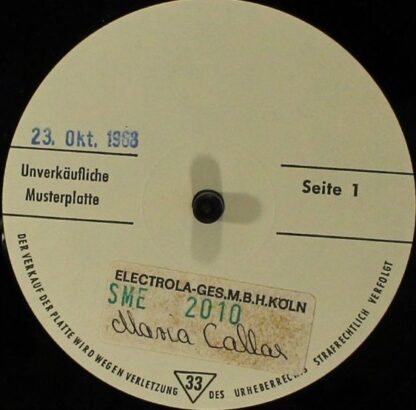 23. Okt. 1968
Unverkäufliche
Musterplatte
Seite 1
ELECTROLA-GES.M.B.H.KÖLN
SME 2010
Maria Callas
DER VERKAUF DER PLATTE WIRD WEGEN VERLETZUNG DES URHEBERRECHTS STRAFRECHTLICH VERFOLGT
33